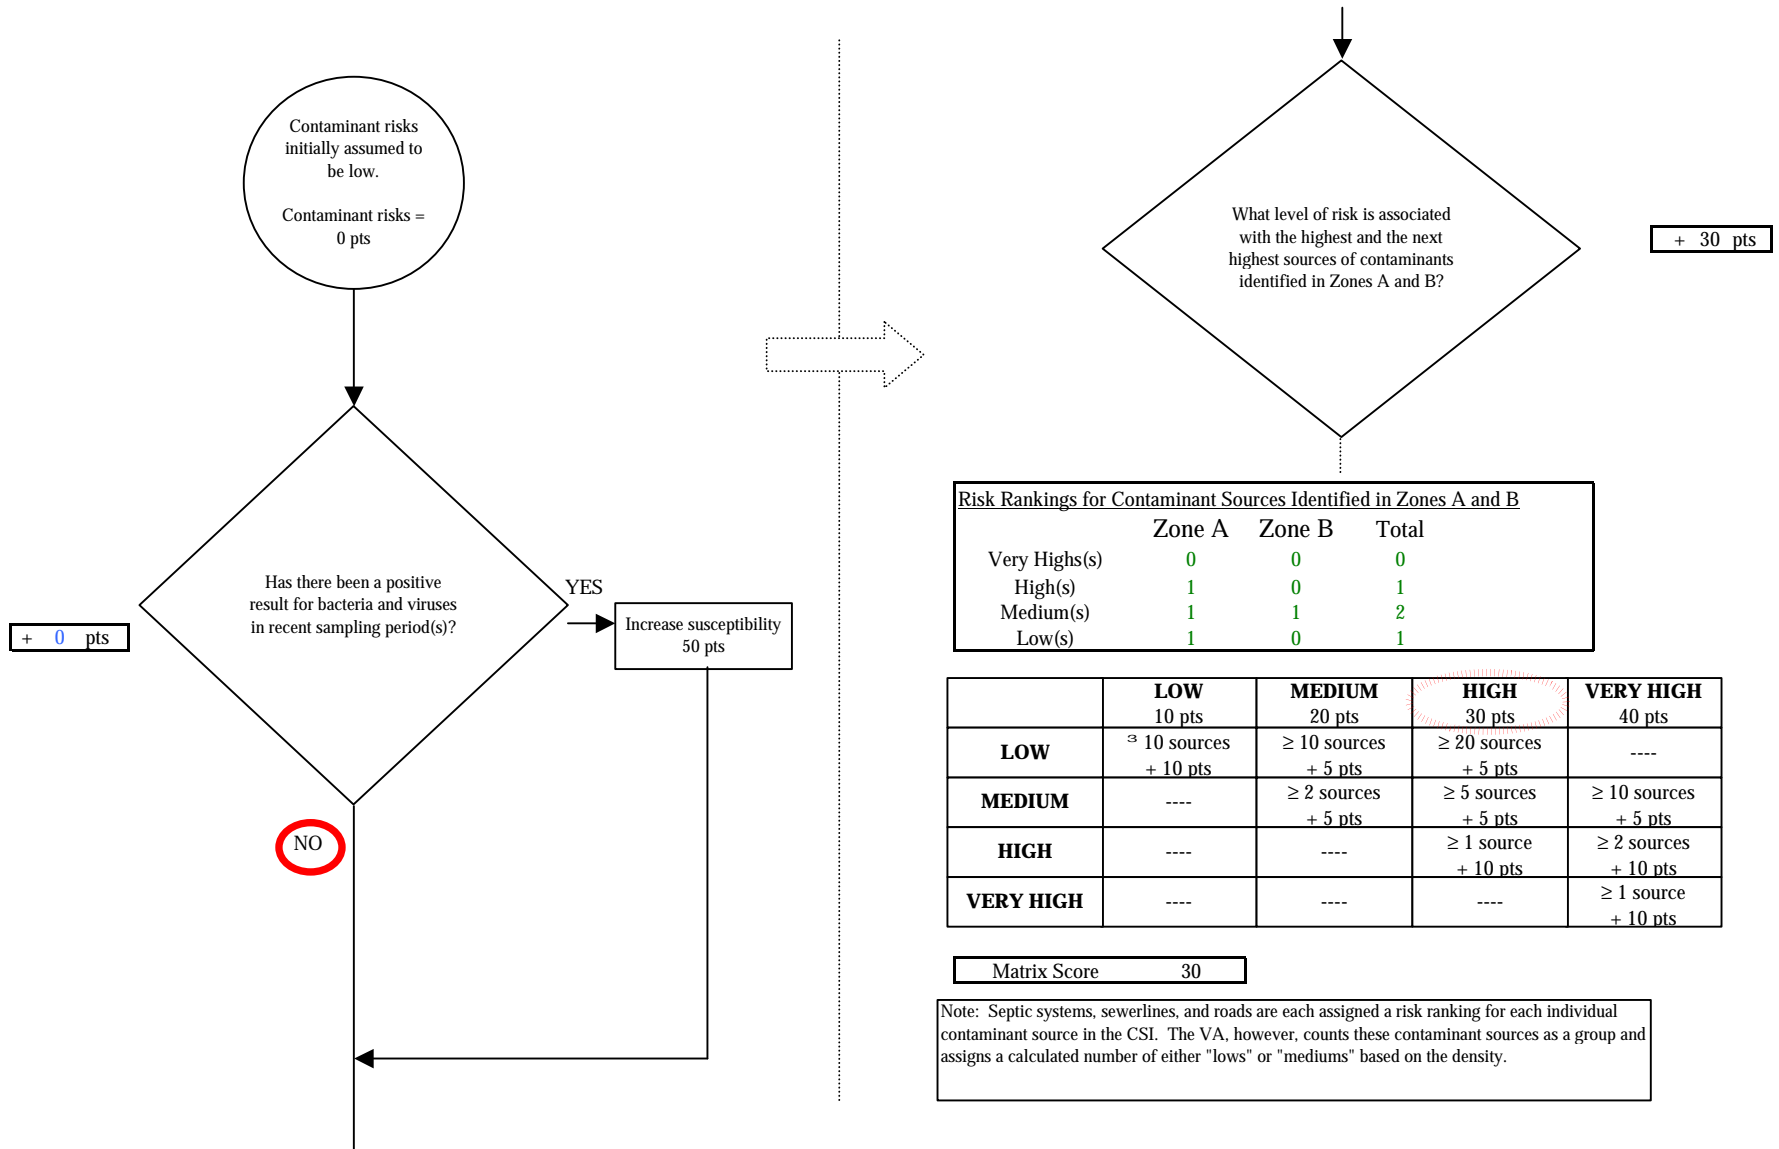 Contaminant risks
initially assumed to
be low.
Contaminant risks =
0 pts
Has there been a positive
result for bacteria and viruses
in recent sampling period(s)?
YES
Increase susceptibility
50 pts
+ 0 pts
NO
What level of risk is associated
with the highest and the next
highest sources of contaminants
identified in Zones A and B?
+ 30 pts
Risk Rankings for Contaminant Sources Identified in Zones A and B
Zone A Zone B Total
Very Highs(s) 0 0 0
High(s) 1 0 1
Medium(s) 1 1 2
Low(s) 1 0 1
LOW MEDIUM HIGH VERY HIGH
10 pts 20 pts 30 pts 40 pts
LOW ³ 10 sources ≥ 10 sources ≥ 20 sources ----
+ 10 pts + 5 pts + 5 pts
MEDIUM ---- ≥ 2 sources ≥ 5 sources ≥ 10 sources
+ 5 pts + 5 pts + 5 pts
HIGH ---- ---- ≥ 1 source ≥ 2 sources
+ 10 pts + 10 pts
VERY HIGH ---- ---- ---- ≥ 1 source
+ 10 pts
Matrix Score 30
Note: Septic systems, sewerlines, and roads are each assigned a risk ranking for each individual
contaminant source in the CSI. The VA, however, counts these contaminant sources as a group and
assigns a calculated number of either "lows" or "mediums" based on the density.